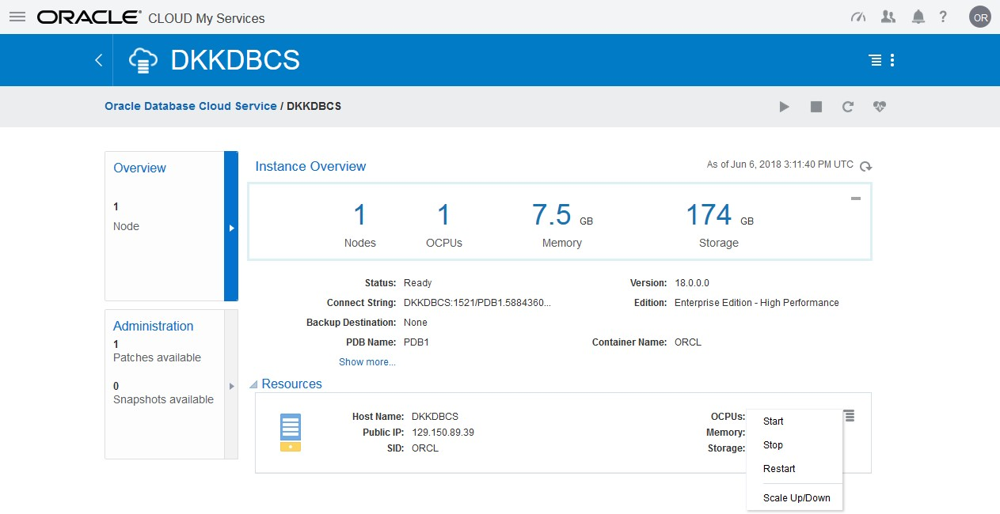 ORACLE® CLOUD My Services
? OR
DKKDBCS
Oracle Database Cloud Service / DKKDBCS
Overview
1
Node
Administration
1
Patches available
0
Snapshots available
Instance Overview
As of Jun 6, 2018 3:11:40 PM UTC
1 1 7.5 GB 174 GB
Nodes OCPUs Memory Storage
Status: Ready Version: 18.0.0.0
Connect String: DKKDBCS:1521/PDB1.5884360... Edition: Enterprise Edition - High Performance
Backup Destination: None
PDB Name: PDB1 Container Name: ORCL
Show more...
Resources
Host Name: DKKDBCS OCPUs:
Public IP: 129.150.89.39 Memory:
SID: ORCL Storage:
Start
Stop
Restart
Scale Up/Down